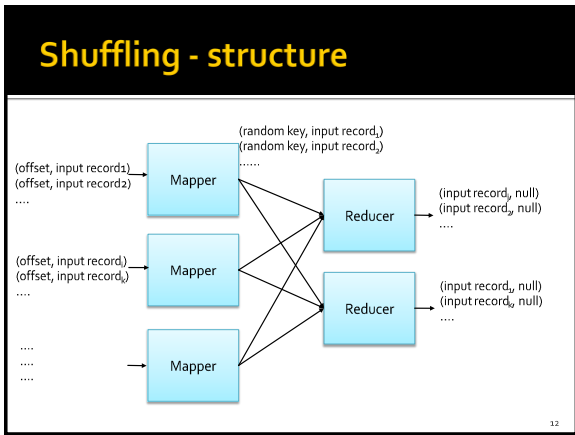 Shuffling - structure
(random key, input record₁)
(random key, input record₂)
......
(offset, input record1)
(offset, input record2)
....
Mapper
Reducer
(input recordⱼ, null)
(input record₂, null)
....
(offset, input recordᵢ)
(offset, input recordₖ)
....
Mapper
Reducer
(input record₁, null)
(input recordₖ, null)
....
....
....
....
Mapper
12